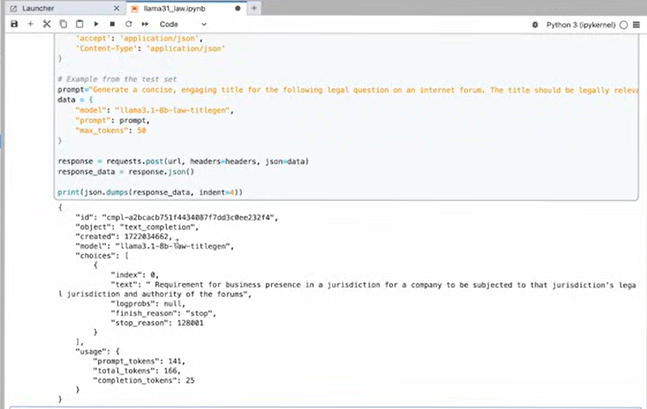 Launcher
llama31_law.ipynb
Code
Python 3 (ipykernel)
'accept': 'application/json',
'Content-Type': 'application/json'
}
# Example from the test set
prompt="Generate a concise, engaging title for the following legal question on an internet forum. The title should be legally releva
data = {
"model": "llama3.1-8b-law-titlegen",
"prompt": prompt,
"max_tokens": 50
}
response = requests.post(url, headers=headers, json=data)
response_data = response.json()
print(json.dumps(response_data, indent=4))
{
"id": "cmpl-a2bcacb751f4434087f7dd3c0ee232f4",
"object": "text_completion",
"created": 1722034662,
"model": "llama3.1-8b-law-titlegen",
"choices": [
{
"index": 0,
"text": " Requirement for business presence in a jurisdiction for a company to be subjected to that jurisdiction's lega
l jurisdiction and authority of the forums",
"logprobs": null,
"finish_reason": "stop",
"stop_reason": 128001
}
],
"usage": {
"prompt_tokens": 141,
"total_tokens": 166,
"completion_tokens": 25
}
}